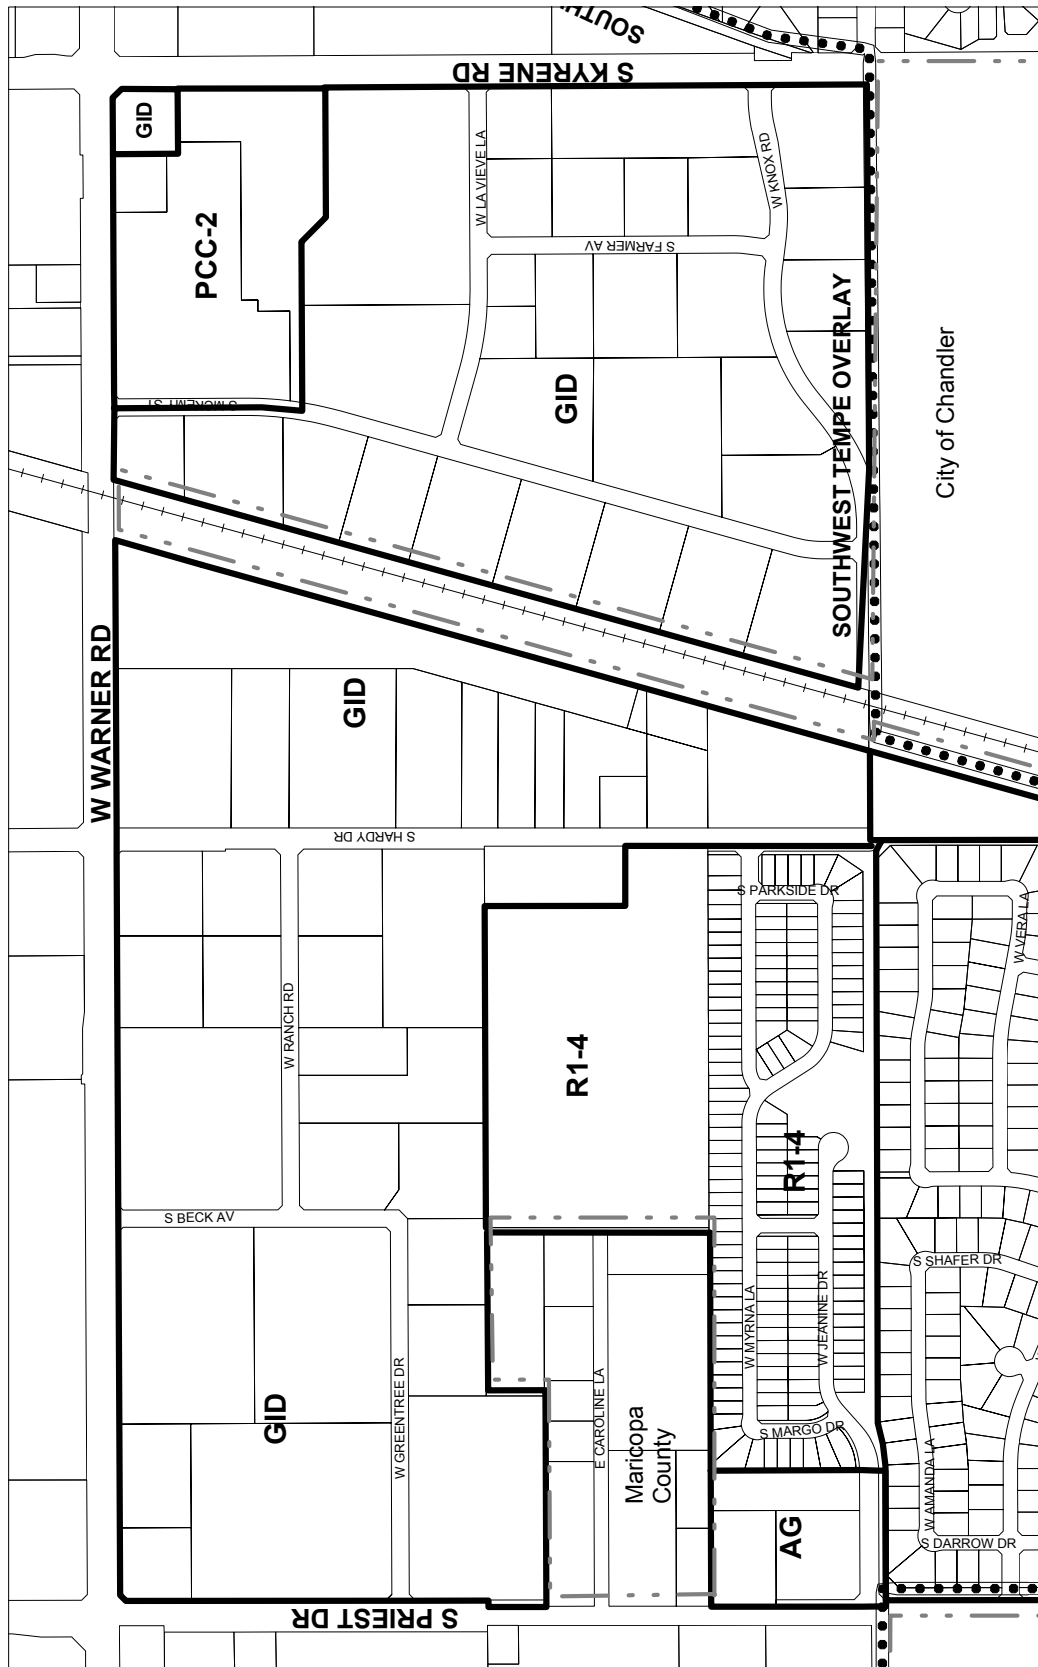 SOUTH
S KYRENE RD
GID
PCC-2
W LA VIEVE LA
W KNOX RD
S FARMER AV
SOUTHWEST TEMPE OVERLAY
City of Chandler
GID
S MCKEMY ST
W WARNER RD
GID
S HARDY DR
S PARKSIDE DR
W VERA LA
W RANCH RD
R1-4
R1-4
S BECK AV
S SHAFER DR
W MYRNA LA
W JEANINE DR
GID
W GREENTREE DR
E CAROLINE LA
Maricopa
County
S MARGO DR
W AMANDA LA
AG
S DARROW DR
S PRIEST DR